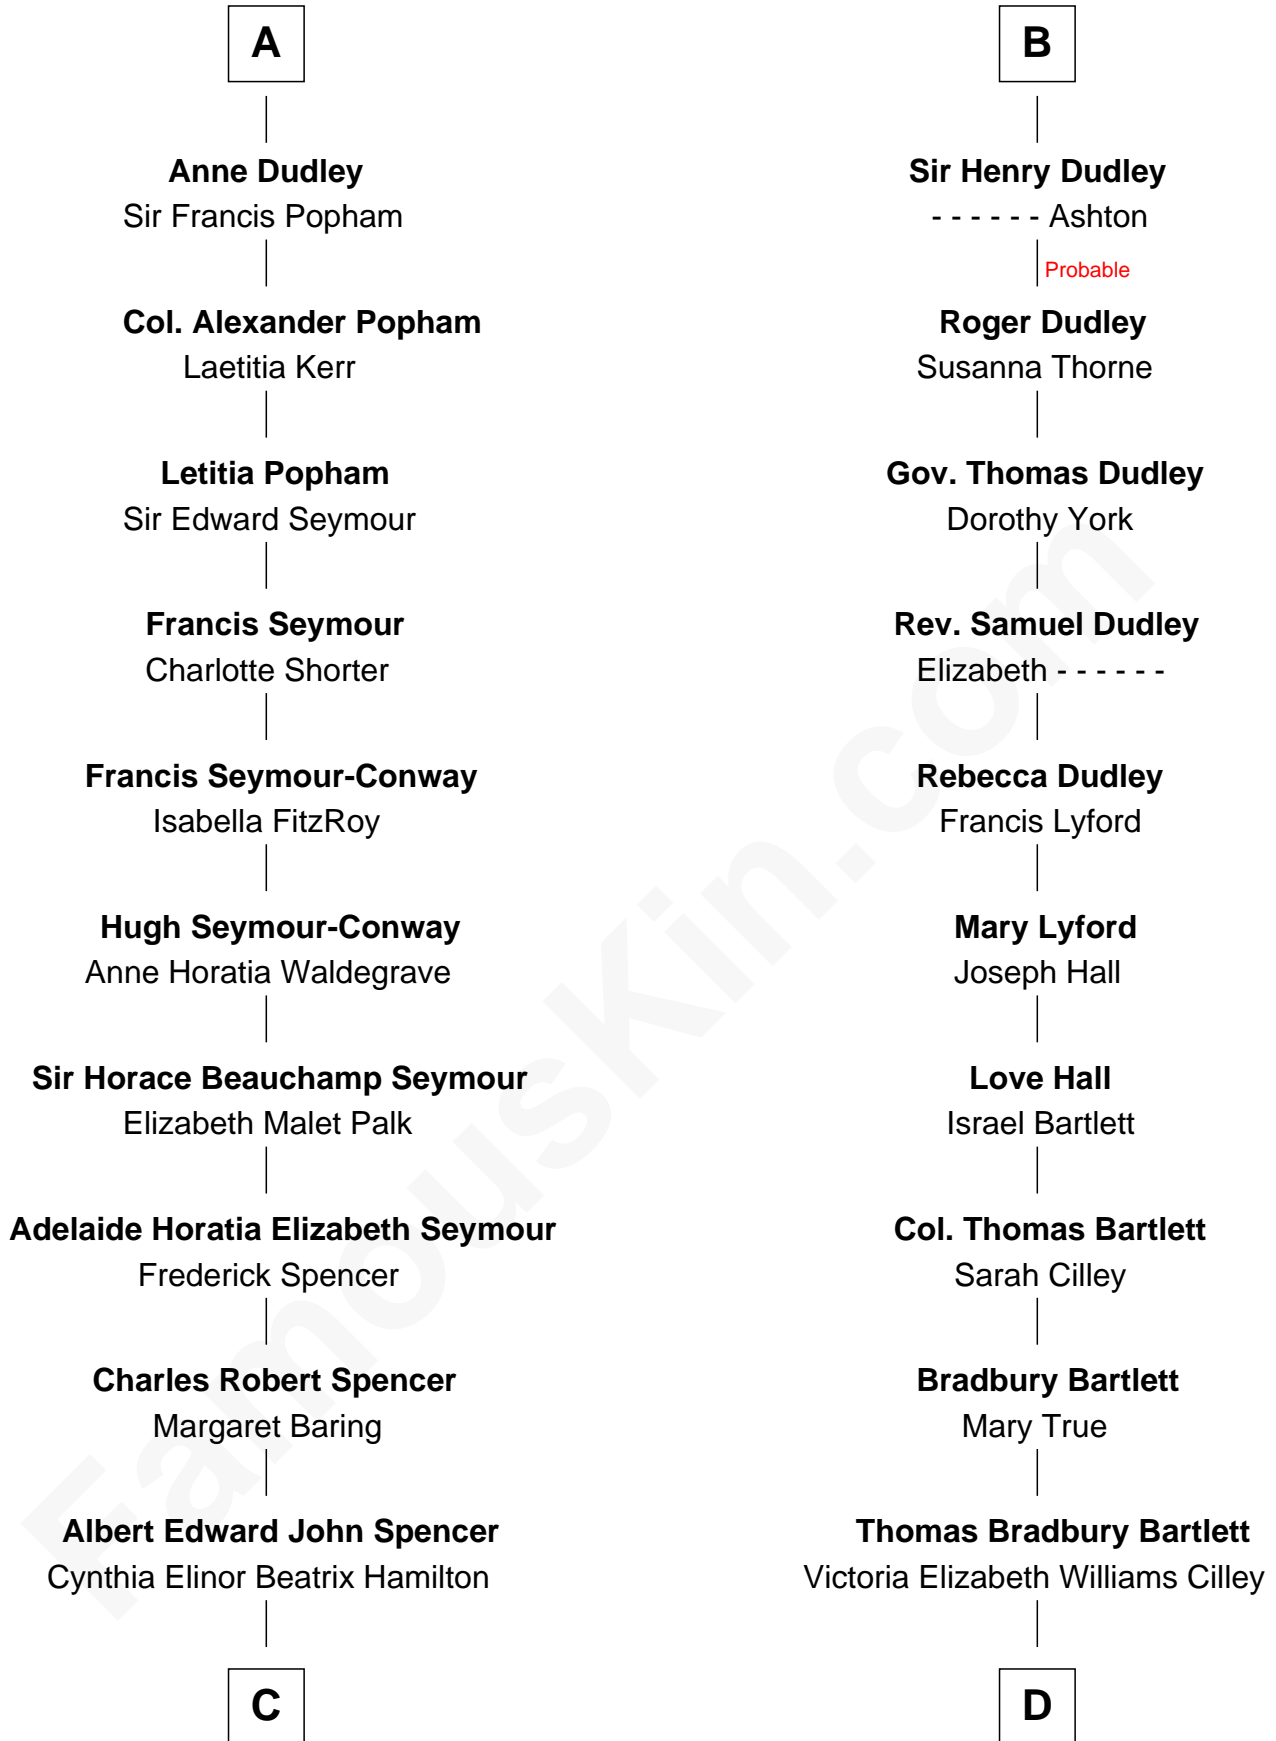 A
Anne Dudley
Sir Francis Popham
Col. Alexander Popham
Laetitia Kerr
Letitia Popham
Sir Edward Seymour
Francis Seymour
Charlotte Shorter
Francis Seymour-Conway
Isabella FitzRoy
Hugh Seymour-Conway
Anne Horatia Waldegrave
Sir Horace Beauchamp Seymour
Elizabeth Malet Palk
Adelaide Horatia Elizabeth Seymour
Frederick Spencer
Charles Robert Spencer
Margaret Baring
Albert Edward John Spencer
Cynthia Elinor Beatrix Hamilton
C
B
Sir Henry Dudley
- - - - - - Ashton
Probable
Roger Dudley
Susanna Thorne
Gov. Thomas Dudley
Dorothy York
Rev. Samuel Dudley
Elizabeth - - - - - -
Rebecca Dudley
Francis Lyford
Mary Lyford
Joseph Hall
Love Hall
Israel Bartlett
Col. Thomas Bartlett
Sarah Cilley
Bradbury Bartlett
Mary True
Thomas Bradbury Bartlett
Victoria Elizabeth Williams Cilley
D
FamousKin.com